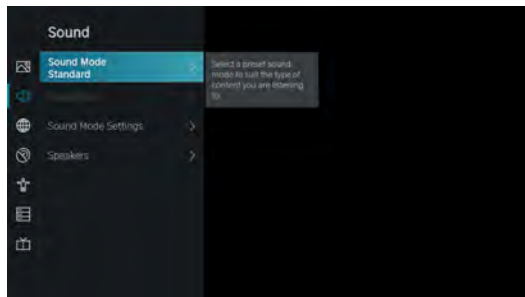 Sound
Sound Mode
Standard
Select a preset sound
mode to suit the type of
content you are listening
to.
Sound Mode Settings
Speakers